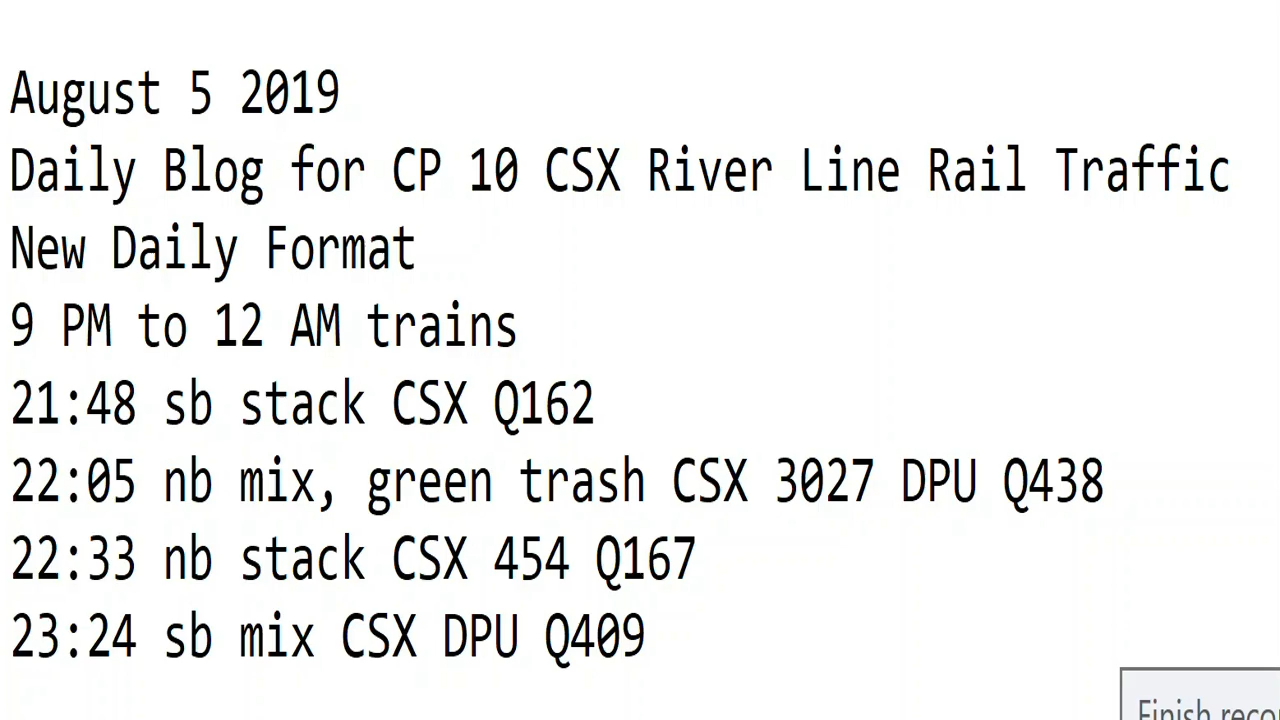 August 5 2019
Daily Blog for CP 10 CSX River Line Rail Traffic
New Daily Format
9 PM to 12 AM trains
21:48 sb stack CSX Q162
22:05 nb mix, green trash CSX 3027 DPU Q438
22:33 nb stack CSX 454 Q167
23:24 sb mix CSX DPU Q409
Finish